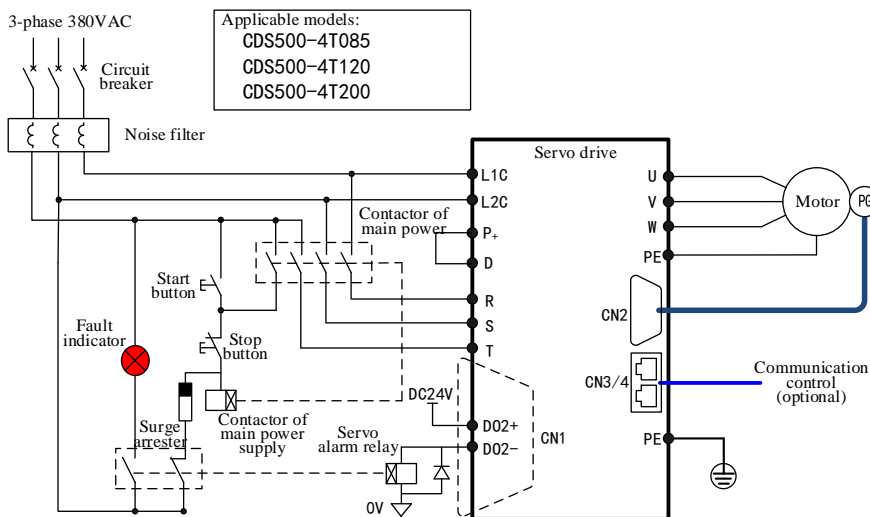 3-phase 380VAC
Applicable models:
CDS500-4T085
CDS500-4T120
CDS500-4T200
Circuit
breaker
Noise filter
Servo drive
L1C
L2C
Contactor of
main power
P+
D
R
S
T
U
V
W
PE
Motor
PG
Start
button
Stop
button
Fault
indicator
CN2
CN3/4
Communication
control
(optional)
DC24V
DO2+
DO2-
CN1
PE
Surge
arrester
Contactor of
main power
supply
Servo
alarm relay
0V